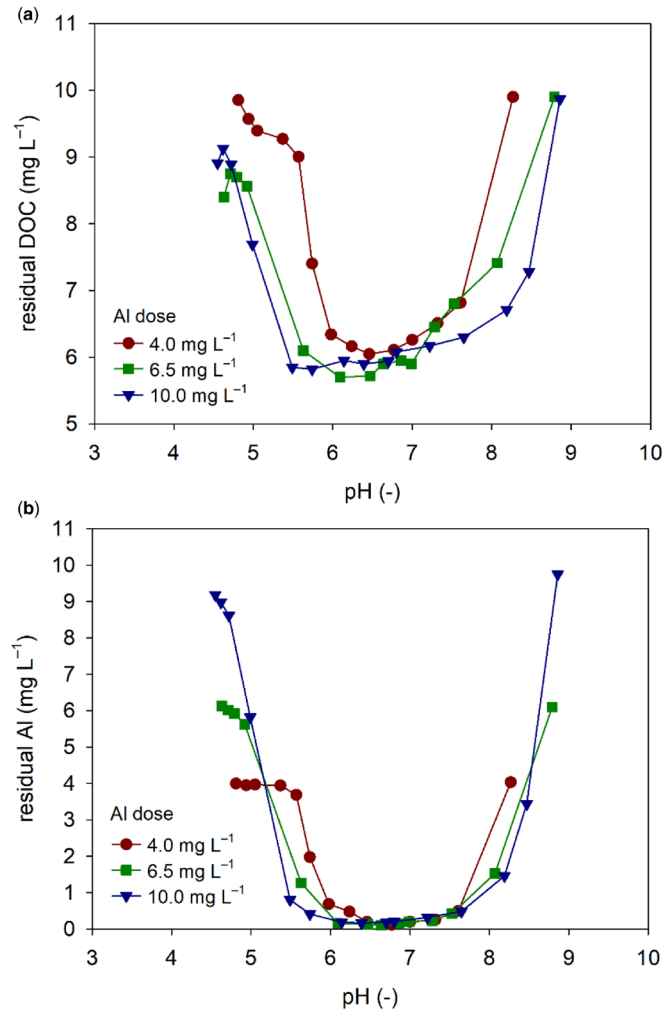 (a)
11
10
9
8
7
6
5
residual DOC (mg L⁻¹)
Al dose
4.0 mg L⁻¹
6.5 mg L⁻¹
10.0 mg L⁻¹
3 4 5 6 7 8 9 10
pH (-)
(b)
11
10
9
8
7
6
5
4
3
2
1
0
residual Al (mg L⁻¹)
Al dose
4.0 mg L⁻¹
6.5 mg L⁻¹
10.0 mg L⁻¹
3 4 5 6 7 8 9 10
pH (-)